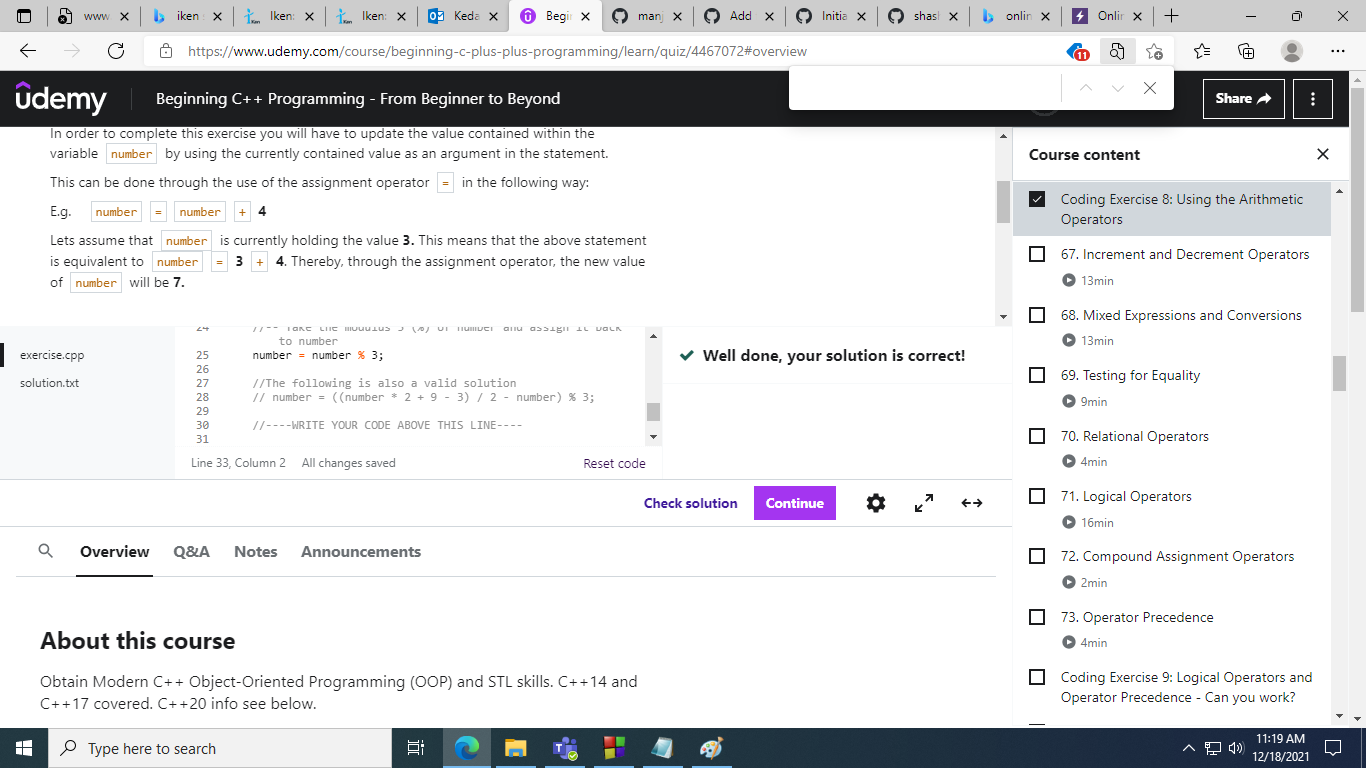 www
iken
Iken:
Iken:
Keda
Begin
manj
Add
Initia
shasl
onlin
Onlin
https://www.udemy.com/course/beginning-c-plus-plus-programming/learn/quiz/4467072#overview
11
udemy
Beginning C++ Programming - From Beginner to Beyond
Share
In order to complete this exercise you will have to update the value contained within the
variable number by using the currently contained value as an argument in the statement.
This can be done through the use of the assignment operator = in the following way:
E.g. number = number + 4
Lets assume that number is currently holding the value 3. This means that the above statement
is equivalent to number = 3 + 4. Thereby, through the assignment operator, the new value
of number will be 7.
exercise.cpp
solution.txt
24 //-- Take the modulus 3 (%) of number and assign it back
to number
25 number = number % 3;
26
27 //The following is also a valid solution
28 // number = ((number * 2 + 9 - 3) / 2 - number) % 3;
29
30 //----WRITE YOUR CODE ABOVE THIS LINE----
31
Line 33, Column 2 All changes saved
Reset code
Well done, your solution is correct!
Check solution
Continue
Overview
Q&A
Notes
Announcements
About this course
Obtain Modern C++ Object-Oriented Programming (OOP) and STL skills. C++14 and
C++17 covered. C++20 info see below.
Course content
Coding Exercise 8: Using the Arithmetic
Operators
67. Increment and Decrement Operators
13min
68. Mixed Expressions and Conversions
13min
69. Testing for Equality
9min
70. Relational Operators
4min
71. Logical Operators
16min
72. Compound Assignment Operators
2min
73. Operator Precedence
4min
Coding Exercise 9: Logical Operators and
Operator Precedence - Can you work?
Type here to search
11:19 AM
12/18/2021